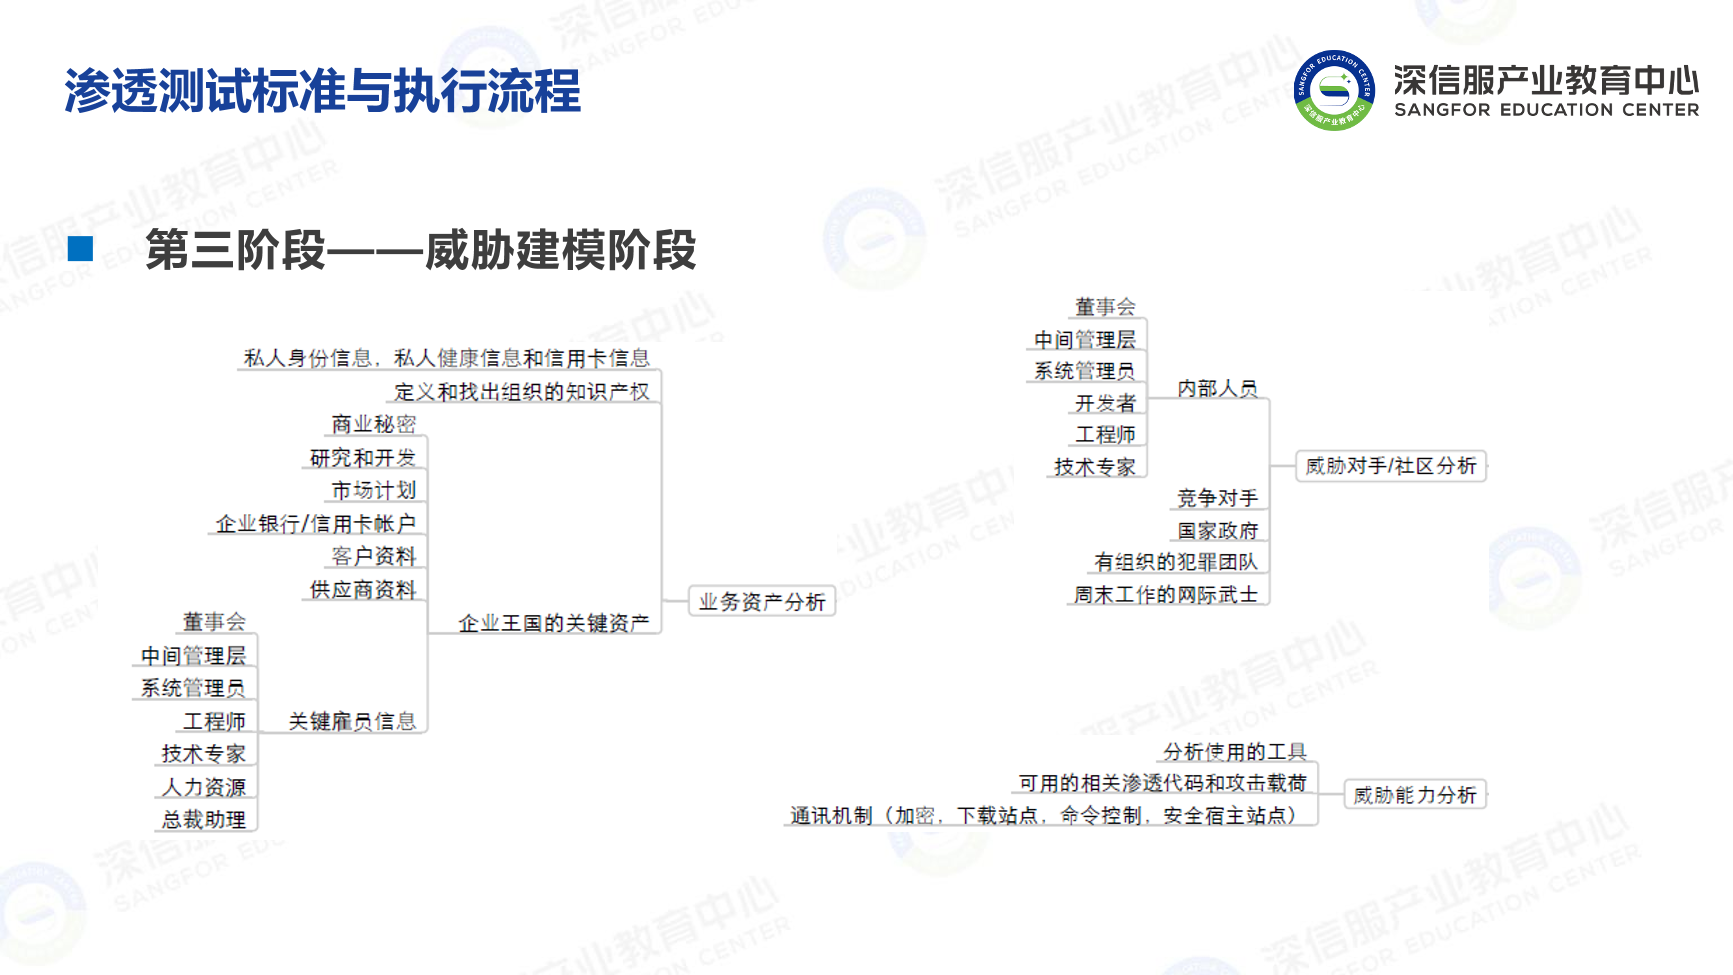 渗透测试标准与执行流程
深信服产业教育中心
SANGFOR EDUCATION CENTER
第三阶段——威胁建模阶段
私人身份信息，私人健康信息和信用卡信息
定义和找出组织的知识产权
商业秘密
研究和开发
市场计划
企业银行/信用卡帐户
客户资料
供应商资料
董事会
中间管理层
系统管理员
工程师
技术专家
人力资源
总裁助理
关键雇员信息
企业王国的关键资产
业务资产分析
董事会
中间管理层
系统管理员
开发者
工程师
技术专家
内部人员
竞争对手
国家政府
有组织的犯罪团队
周末工作的网际武士
威胁对手/社区分析
分析使用的工具
可用的相关渗透代码和攻击载荷
通讯机制（加密，下载站点，命令控制，安全宿主站点）
威胁能力分析